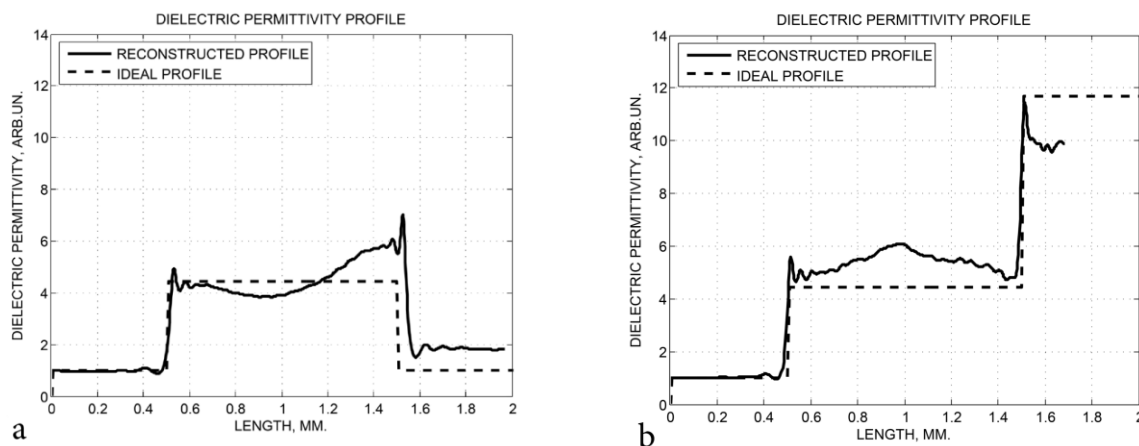 DIELECTRIC PERMITTIVITY PROFILE
14
12
10
8
6
4
2
0
RECONSTRUCTED PROFILE
IDEAL PROFILE
DIELECTRIC PERMITTIVITY, ARB.UN.
0 0.2 0.4 0.6 0.8 1 1.2 1.4 1.6 1.8 2
LENGTH, MM.
a
DIELECTRIC PERMITTIVITY PROFILE
14
12
10
8
6
4
2
0
RECONSTRUCTED PROFILE
IDEAL PROFILE
DIELECTRIC PERMITTIVITY, ARB.UN.
0 0.2 0.4 0.6 0.8 1 1.2 1.4 1.6 1.8 2
LENGTH, MM.
b